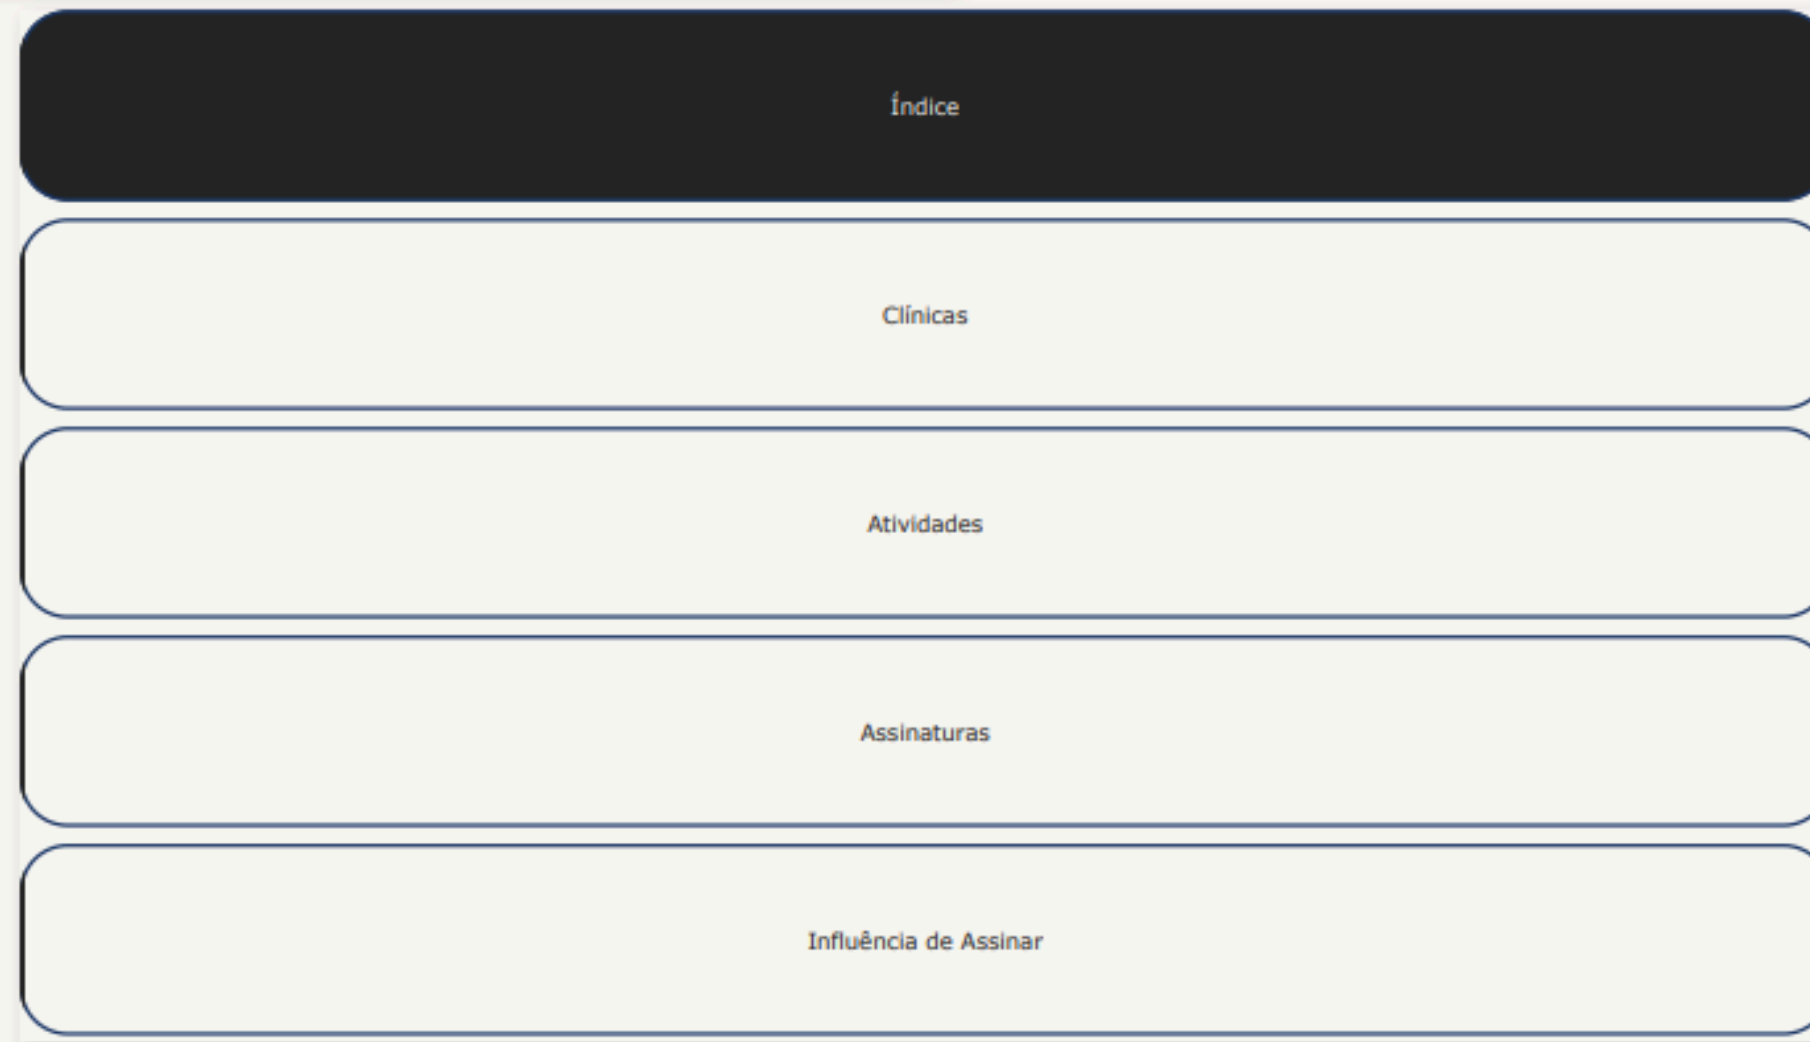 Índice
Clínicas
Atividades
Assinaturas
Influência de Assinar